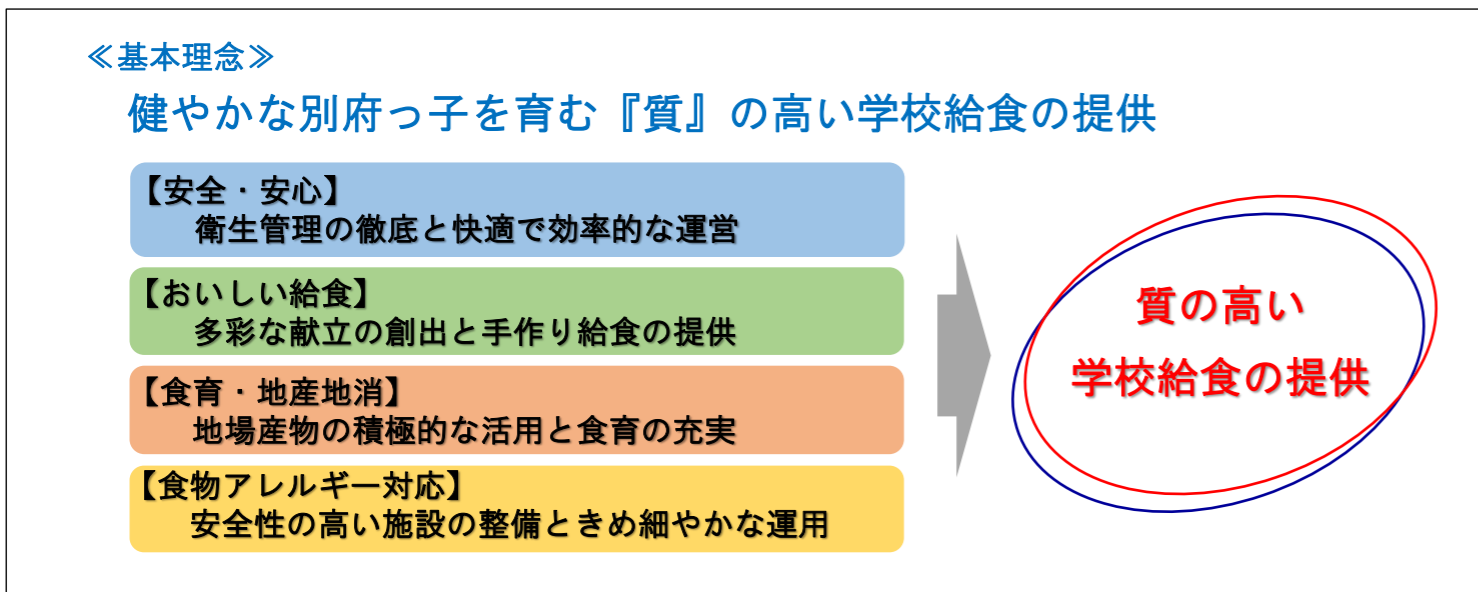 ≪基本理念≫
健やかな別府っ子を育む『質』の高い学校給食の提供
【安全・安心】
衛生管理の徹底と快適で効率的な運営
【おいしい給食】
多彩な献立の創出と手作り給食の提供
【食育・地産地消】
地場産物の積極的な活用と食育の充実
【食物アレルギー対応】
安全性の高い施設の整備ときめ細やかな運用
質の高い
学校給食の提供